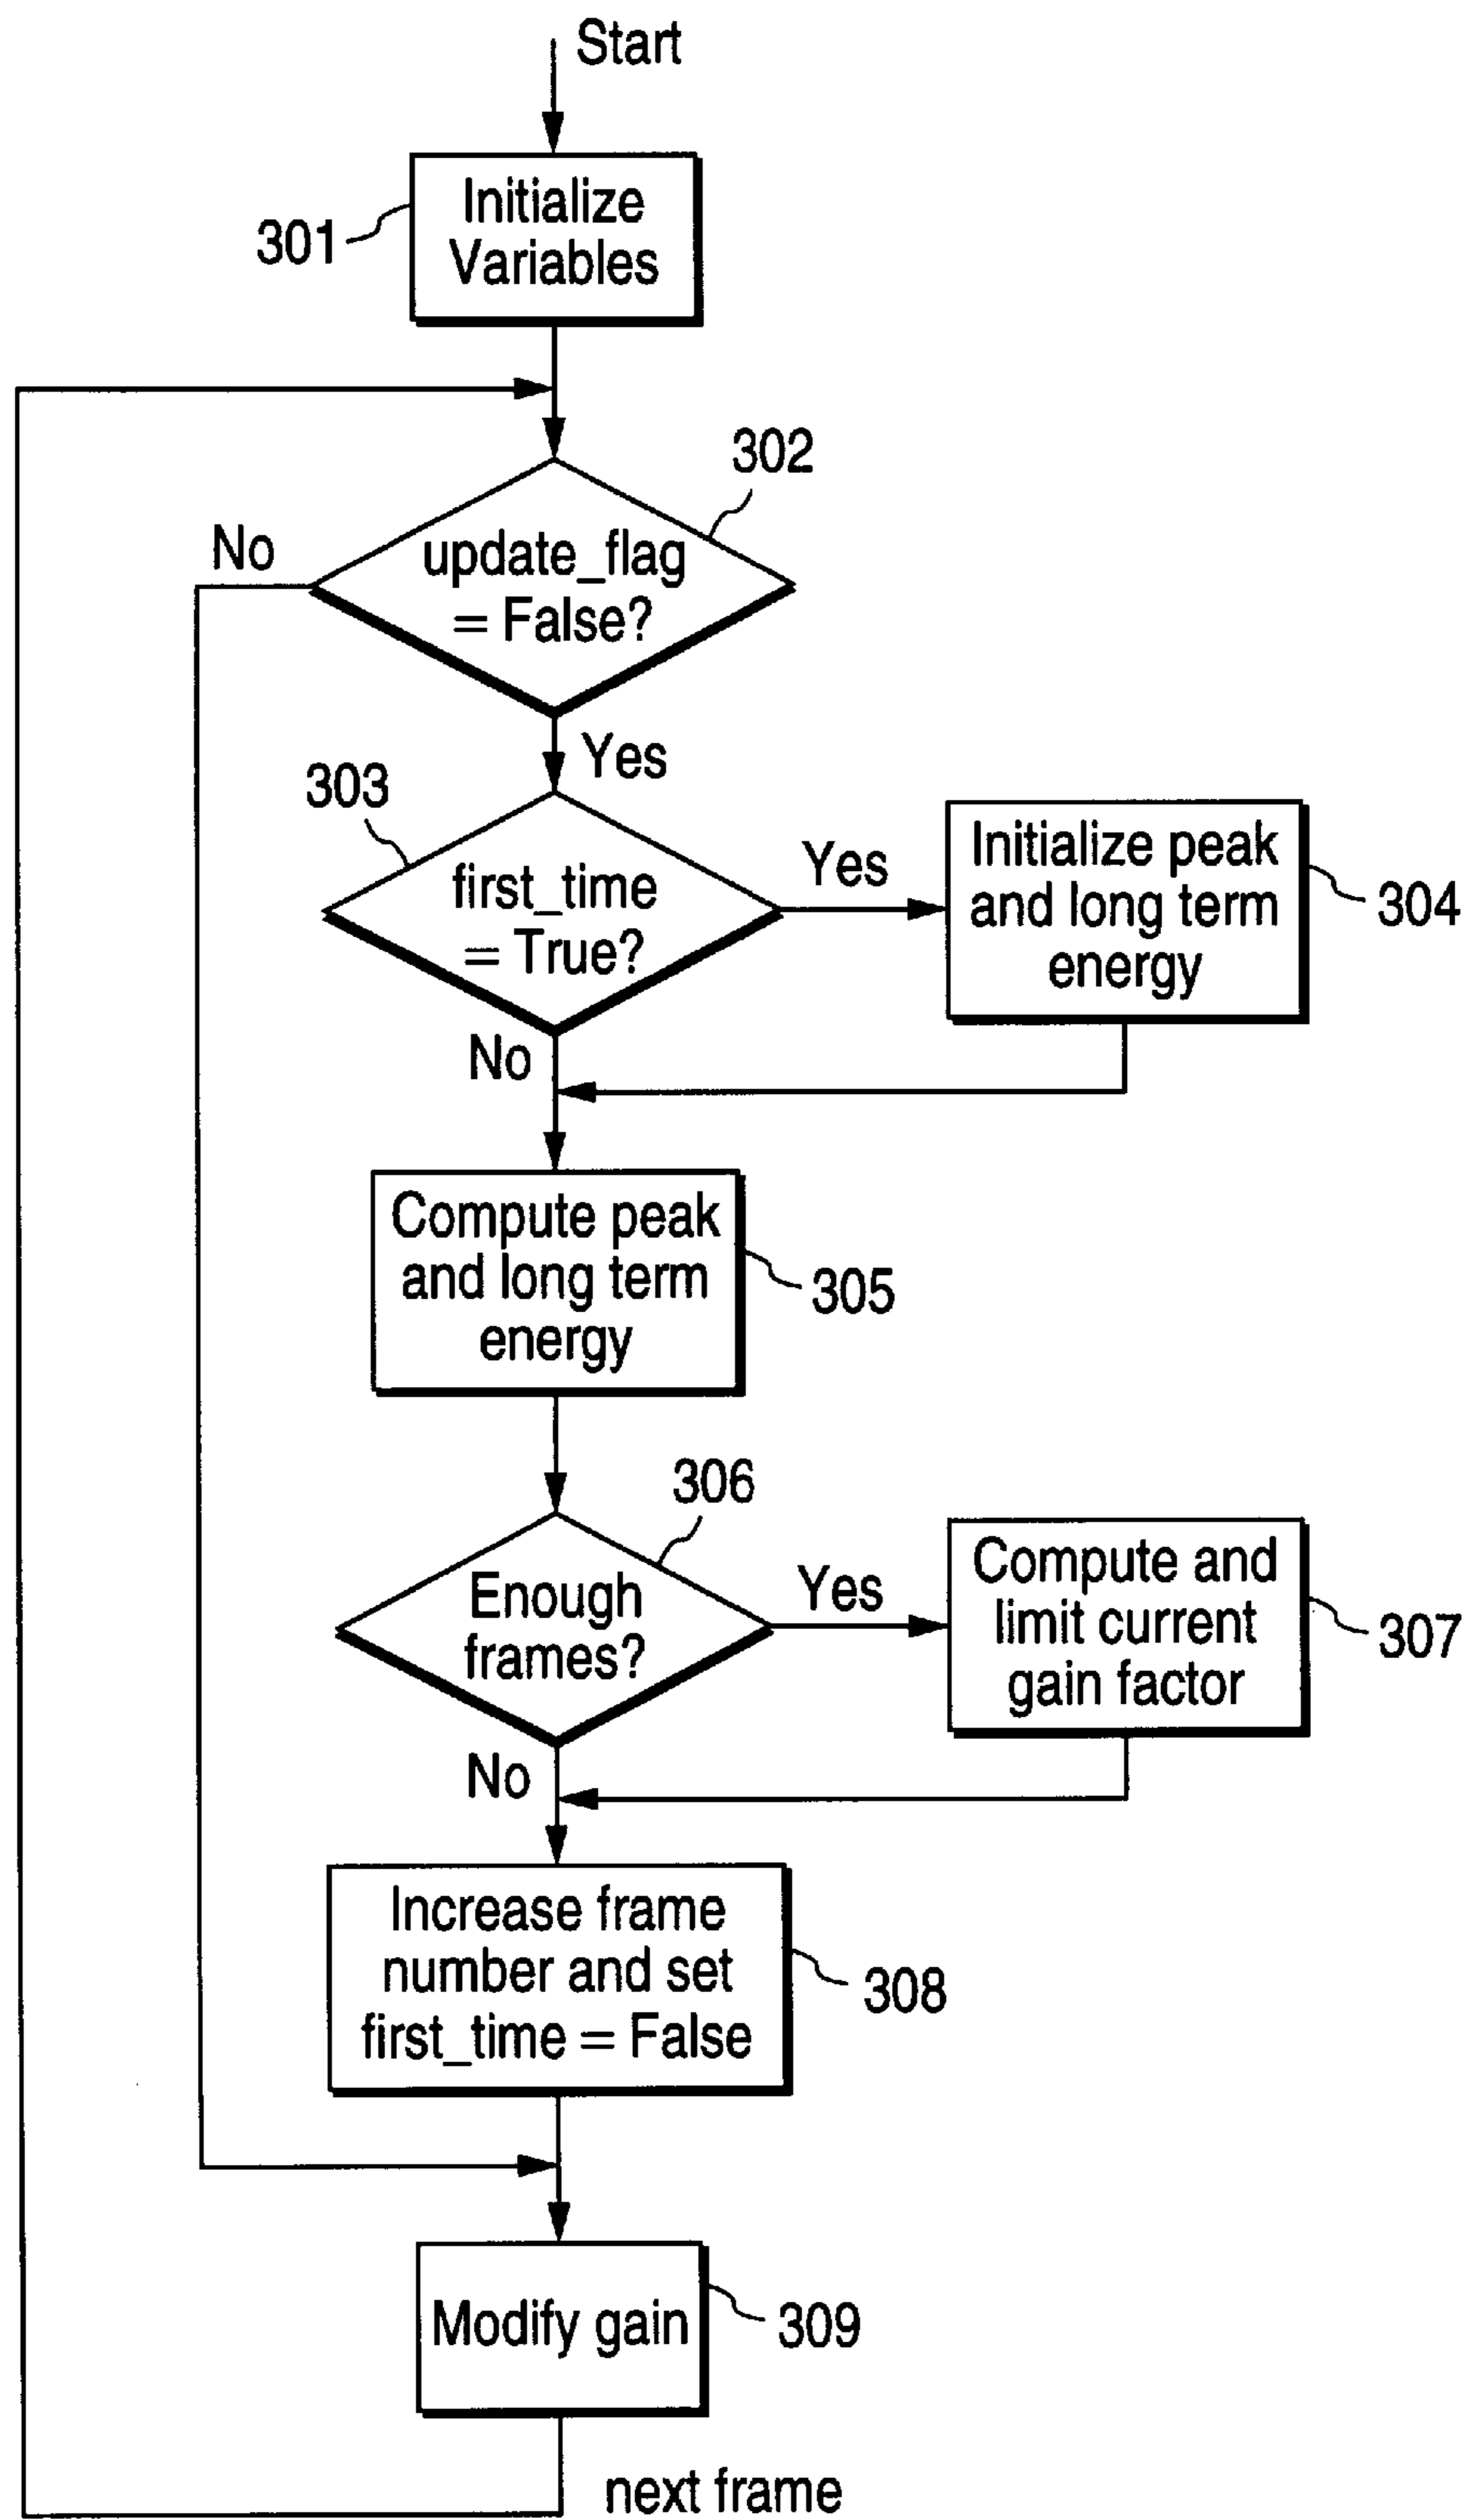 Start
Initialize
Variables
301
302
No
update_flag
= False?
Yes
303
first_time
= True?
Yes
Initialize peak
and long term
energy
304
No
Compute peak
and long term
energy
305
306
Enough
frames?
Yes
Compute and
limit current
gain factor
307
No
Increase frame
number and set
first_time = False
308
Modify gain
309
next frame